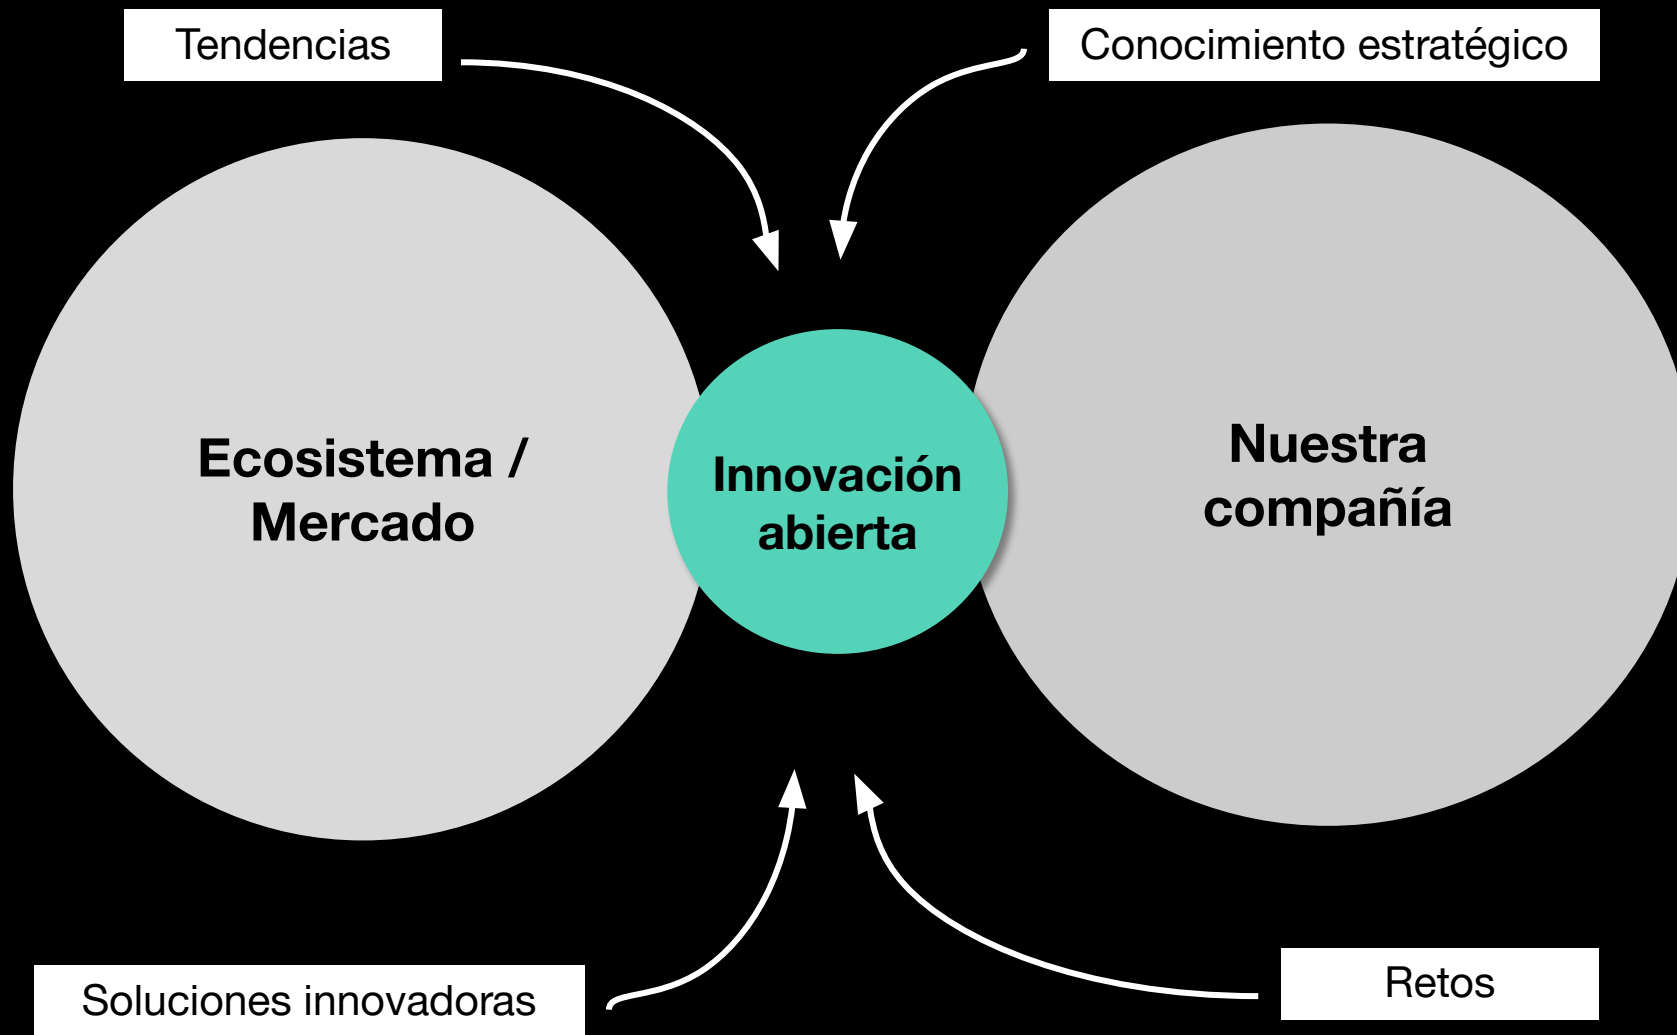 Tendencias
Conocimiento estratégico
Ecosistema /
Mercado
Innovación
abierta
Nuestra
compañía
Soluciones innovadoras
Retos